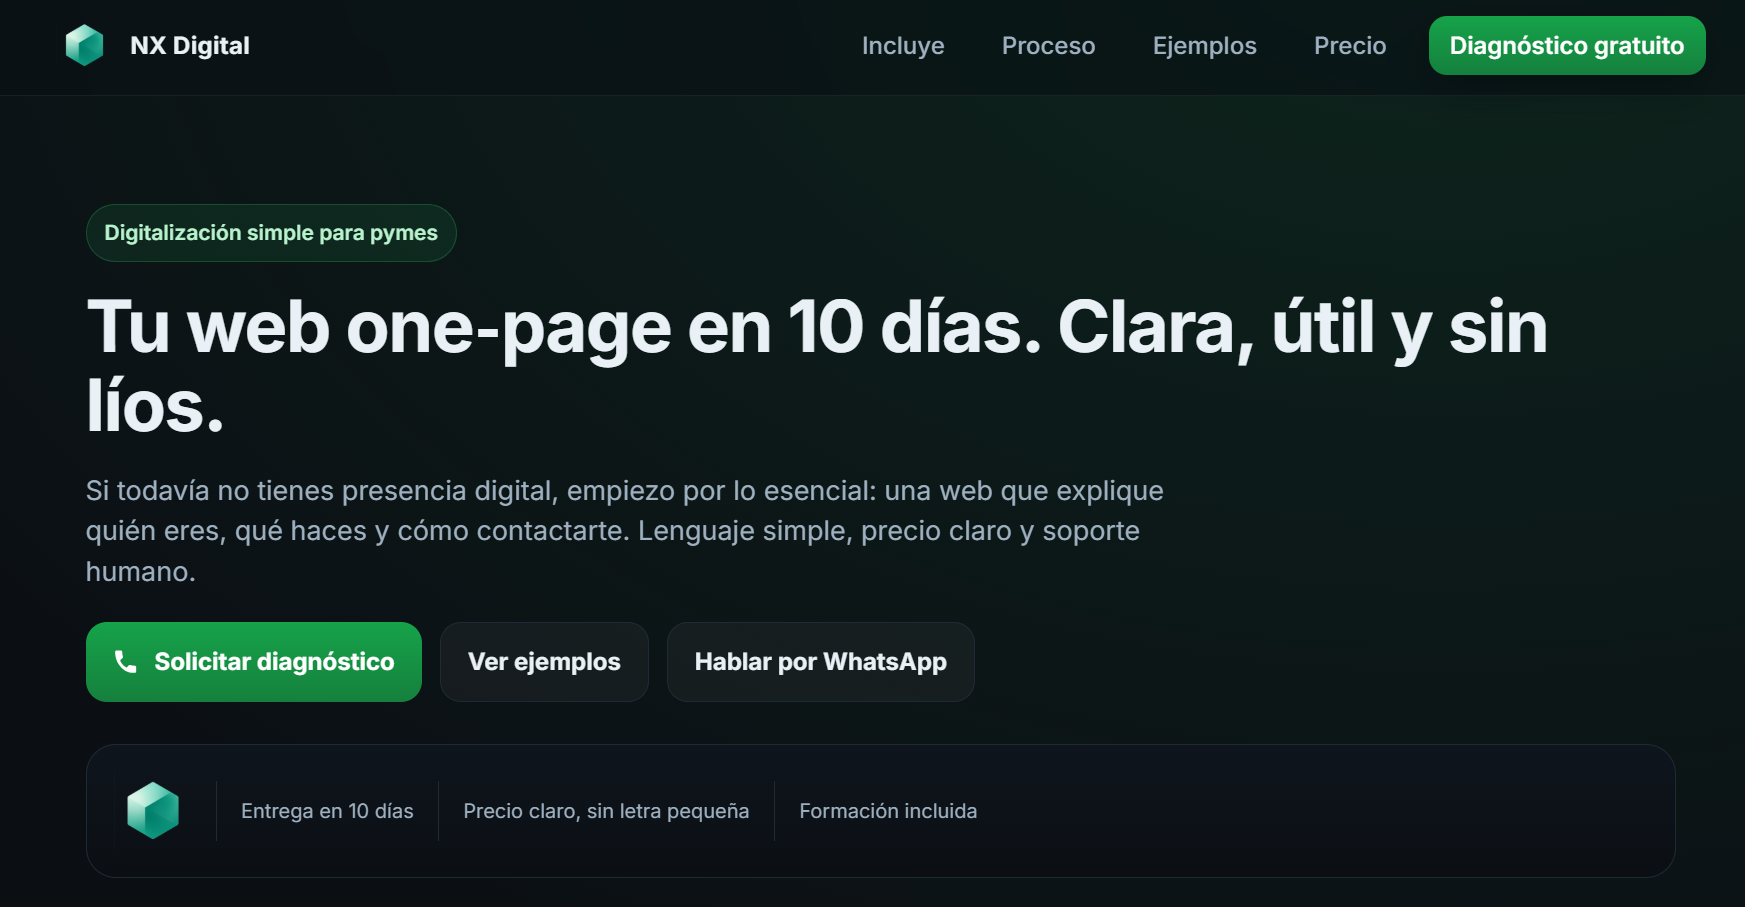 NX Digital
Incluye
Proceso
Ejemplos
Precio
Diagnóstico gratuito
Digitalización simple para pymes
Tu web one-page en 10 días. Clara, útil y sin
líos.
Si todavía no tienes presencia digital, empiezo por lo esencial: una web que explique
quién eres, qué haces y cómo contactarte. Lenguaje simple, precio claro y soporte
humano.
Solicitar diagnóstico
Ver ejemplos
Hablar por WhatsApp
Entrega en 10 días
Precio claro, sin letra pequeña
Formación incluida